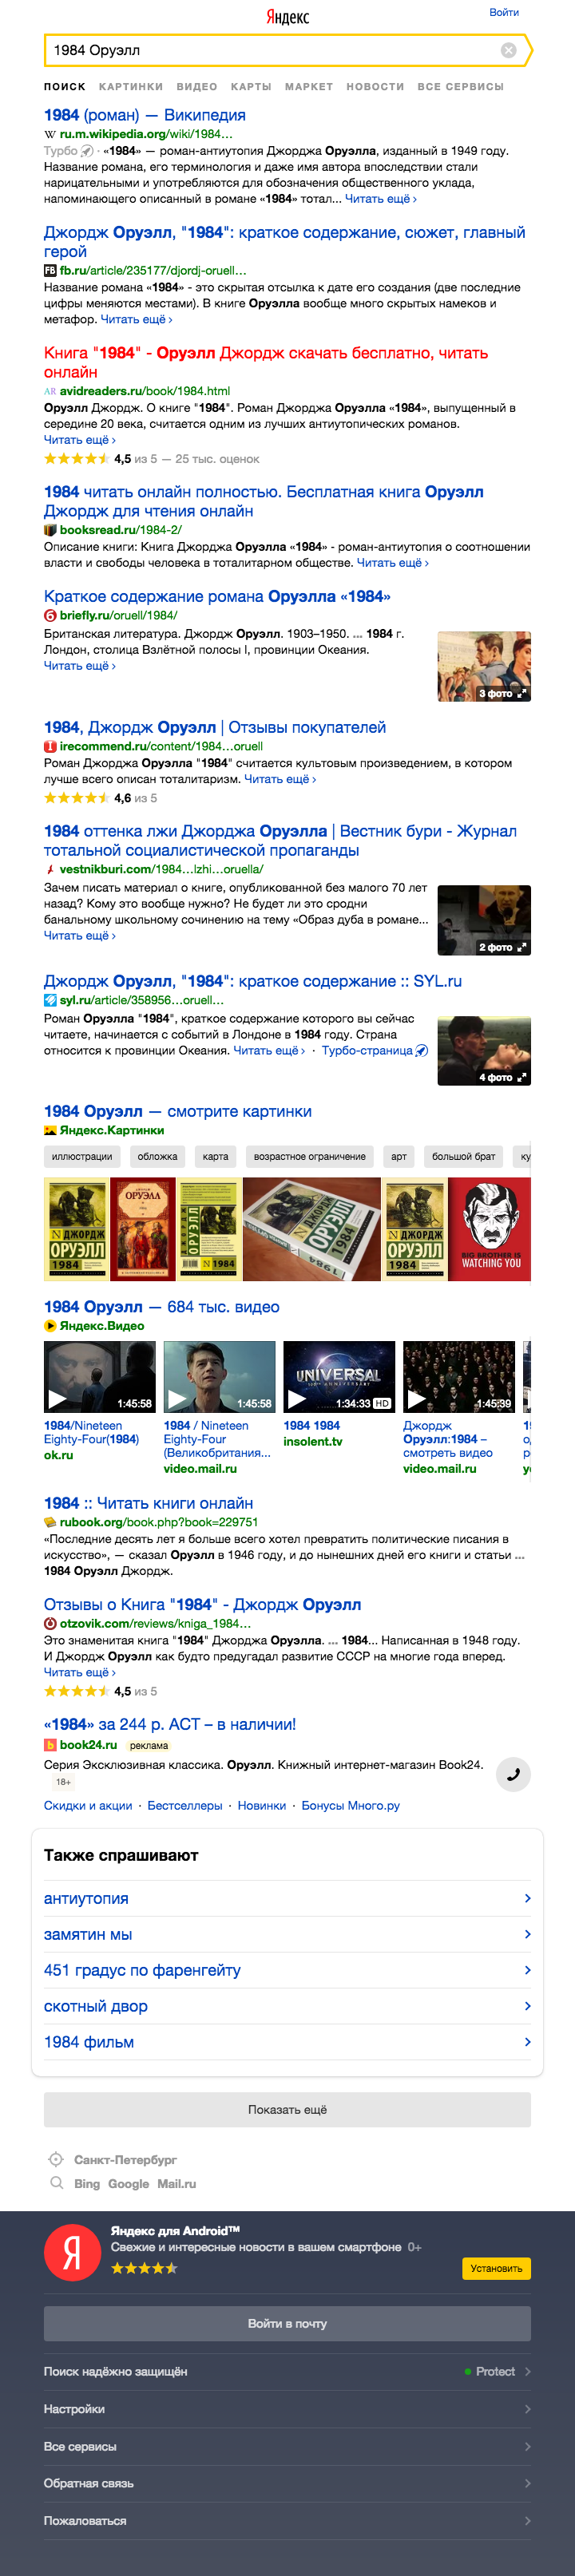 Яндекс
Войти
1984 Оруэлл
ПОИСК КАРТИНКИ ВИДЕО КАРТЫ МАРКЕТ НОВОСТИ ВСЕ СЕРВИСЫ
1984 (роман) — Википедия
W ru.m.wikipedia.org/wiki/1984...
Турбо · «1984» — роман-антиутопия Джорджа Оруэлла, изданный в 1949 году.
Название романа, его терминология и даже имя автора впоследствии стали
нарицательными и употребляются для обозначения общественного уклада,
напоминающего описанный в романе «1984» тотал... Читать ещё ›
Джордж Оруэлл, "1984": краткое содержание, сюжет, главный
герой
FB fb.ru/article/235177/djordj-oruell...
Название романа «1984» - это скрытая отсылка к дате его создания (две последние
цифры меняются местами). В книге Оруэлла вообще много скрытых намеков и
метафор. Читать ещё ›
Книга "1984" - Оруэлл Джордж скачать бесплатно, читать
онлайн
AR avidreaders.ru/book/1984.html
Оруэлл Джордж. О книге "1984". Роман Джорджа Оруэлла «1984», выпущенный в
середине 20 века, считается одним из лучших антиутопических романов.
Читать ещё ›
4,5 из 5 — 25 тыс. оценок
1984 читать онлайн полностью. Бесплатная книга Оруэлл
Джордж для чтения онлайн
booksread.ru/1984-2/
Описание книги: Книга Джорджа Оруэлла «1984» - роман-антиутопия о соотношении
власти и свободы человека в тоталитарном обществе. Читать ещё ›
Краткое содержание романа Оруэлла «1984»
briefly.ru/oruell/1984/
Британская литература. Джордж Оруэлл. 1903–1950. ... 1984 г.
Лондон, столица Взлётной полосы I, провинции Океания.
Читать ещё ›
3 фото
1984, Джордж Оруэлл | Отзывы покупателей
irecommend.ru/content/1984...oruell
Роман Джорджа Оруэлла "1984" считается культовым произведением, в котором
лучше всего описан тоталитаризм. Читать ещё ›
4,6 из 5
1984 оттенка лжи Джорджа Оруэлла | Вестник бури - Журнал
тотальной социалистической пропаганды
vestnikburi.com/1984...lzhi...oruella/
Зачем писать материал о книге, опубликованной без малого 70 лет
назад? Кому это вообще нужно? Не будет ли это сродни
банальному школьному сочинению на тему «Образ дуба в романе...
Читать ещё ›
2 фото
Джордж Оруэлл, "1984": краткое содержание :: SYL.ru
syl.ru/article/358956...oruell...
Роман Оруэлла "1984", краткое содержание которого вы сейчас
читаете, начинается с событий в Лондоне в 1984 году. Страна
относится к провинции Океания. Читать ещё › · Турбо-страница
4 фото
1984 Оруэлл — смотрите картинки
Яндекс.Картинки
иллюстрации обложка карта возрастное ограничение арт большой брат ку
ДЖОРДЖ ОРУЭЛЛ 1984
ОРУЭЛЛ
ДЖОРДЖ ОРУЭЛЛ 1984
ДЖОРДЖ ОРУЭЛЛ 1984
ДЖОРДЖ ОРУЭЛЛ 1984
BIG BROTHER IS
WATCHING YOU
1984 Оруэлл — 684 тыс. видео
Яндекс.Видео
1:45:58
1:45:58
UNIVERSAL
1:34:33 HD
1:45:39
1984/Nineteen
Eighty-Four(1984)
ok.ru
1984 / Nineteen
Eighty-Four
(Великобритания...
video.mail.ru
1984 1984
insolent.tv
Джордж
Оруэлл:1984 –
смотреть видео
video.mail.ru
1984 :: Читать книги онлайн
rubook.org/book.php?book=229751
«Последние десять лет я больше всего хотел превратить политические писания в
искусство», — сказал Оруэлл в 1946 году, и до нынешних дней его книги и статьи ...
1984 Оруэлл Джордж.
Отзывы о Книга "1984" - Джордж Оруэлл
otzovik.com/reviews/kniga_1984...
Это знаменитая книга "1984" Джорджа Оруэлла. ... 1984... Написанная в 1948 году.
И Джордж Оруэлл как будто предугадал развитие СССР на многие года вперед.
Читать ещё ›
4,5 из 5
«1984» за 244 р. АСТ – в наличии!
b book24.ru реклама
Серия Эксклюзивная классика. Оруэлл. Книжный интернет-магазин Book24.
18+
Скидки и акции · Бестселлеры · Новинки · Бонусы Много.ру
Также спрашивают
антиутопия
замятин мы
451 градус по фаренгейту
скотный двор
1984 фильм
Показать ещё
Санкт-Петербург
Bing Google Mail.ru
Я
Яндекс для Android™
Свежие и интересные новости в вашем смартфоне 0+
Установить
Войти в почту
Поиск надёжно защищён
Protect
Настройки
Все сервисы
Обратная связь
Пожаловаться